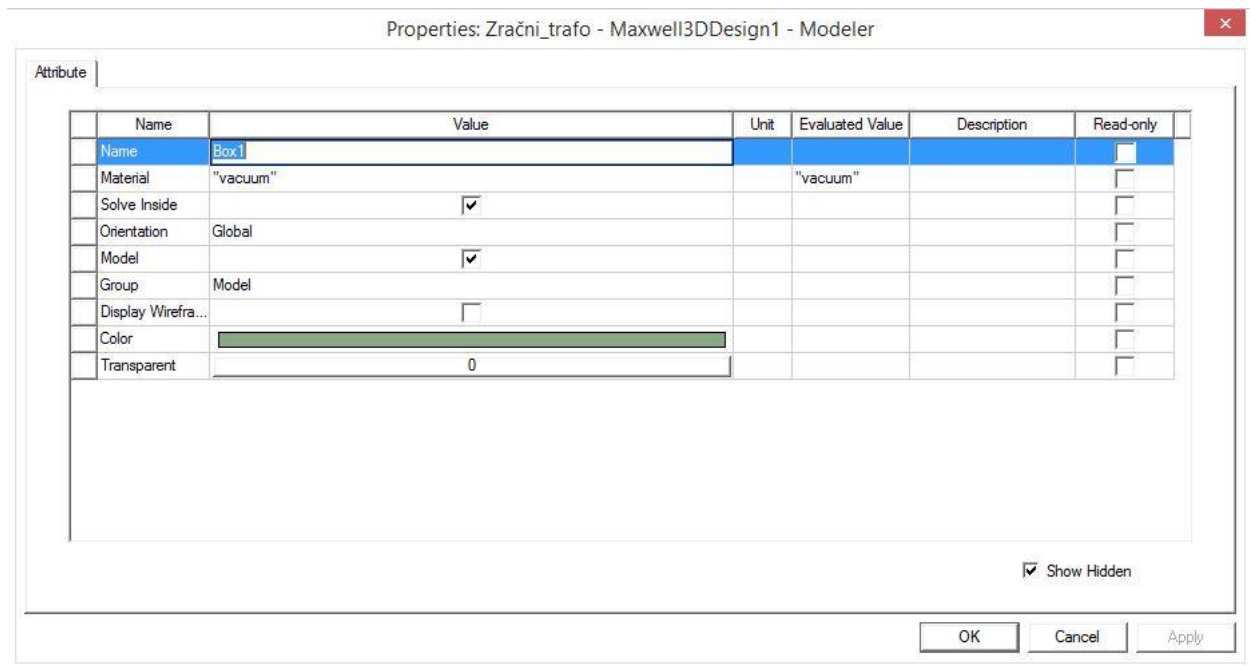 Properties: Zračni_trafo - Maxwell3DDesign1 - Modeler
Attribute
Name Value Unit Evaluated Value Description Read-only
Name Box1
Material "vacuum" "vacuum"
Solve Inside
Orientation Global
Model
Group Model
Display Wirefra...
Color
Transparent 0
Show Hidden
OK Cancel Apply